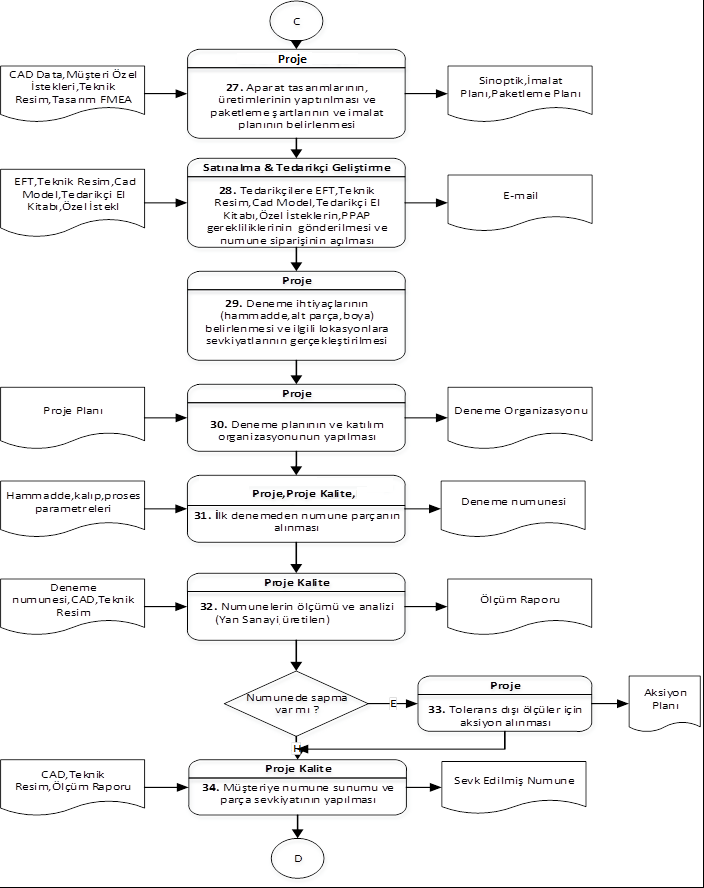 C
Proje
CAD Data,Müşteri Özel
İstekleri,Teknik
Resim,Tasarım FMEA
27. Aparat tasarımlarının,
üretimlerinin yaptırılması ve
paketleme şartlarının ve imalat
planının belirlenmesi
Sinoptik,İmalat
Planı,Paketleme Planı
Satınalma & Tedarikçi Geliştirme
EFT,Teknik Resim,Cad
Model,Tedarikçi El
Kitabı,Özel İstekl
28. Tedarikçilere EFT,Teknik
Resim,Cad Model,Tedarikçi El
Kitabı,Özel İsteklerin,PPAP
gerekliliklerinin gönderilmesi ve
numune siparişinin açılması
E-mail
Proje
29. Deneme ihtiyaçlarının
(hammadde,alt parça,boya)
belirlenmesi ve ilgili lokasyonlara
sevkiyatlarının gerçekleştirilmesi
Proje
Proje Planı
30. Deneme planının ve katılım
organizasyonunun yapılması
Deneme Organizasyonu
Proje,Proje Kalite,
Hammadde,kalıp,proses
parametreleri
31. İlk denemeden numune parçanın
alınması
Deneme numunesi
Proje Kalite
Deneme
numunesi,CAD,Teknik
Resim
32. Numunelerin ölçümü ve analizi
(Yan Sanayi,üretilen)
Ölçüm Raporu
Numunede sapma
var mı ?
E
Proje
33. Tolerans dışı ölçüler için
aksiyon alınması
Aksiyon
Planı
H
Proje Kalite
CAD,Teknik
Resim,Ölçüm Raporu
34. Müşteriye numune sunumu ve
parça sevkiyatının yapılması
Sevk Edilmiş Numune
D